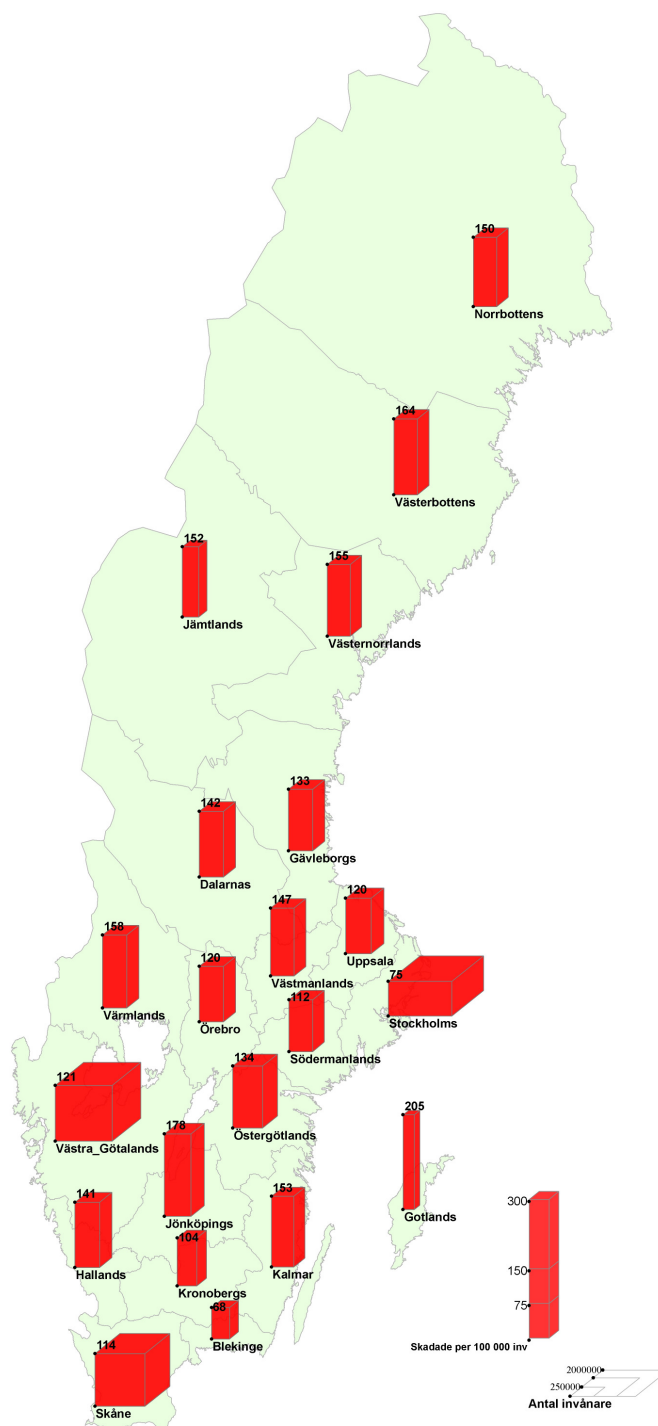 150
Norrbottens
164
Västerbottens
152
Jämtlands
155
Västernorrlands
133
Gävleborgs
142
Dalarnas
147
Västmanlands
120
Uppsala
158
Värmlands
120
Örebro
75
Stockholms
112
Södermanlands
121
Västra_Götalands
134
Östergötlands
178
Jönköpings
205
Gotlands
141
Hallands
153
Kalmar
104
Kronobergs
68
Blekinge
114
Skåne
300
150
75
Skadade per 100 000 inv
2000000
250000
Antal invånare